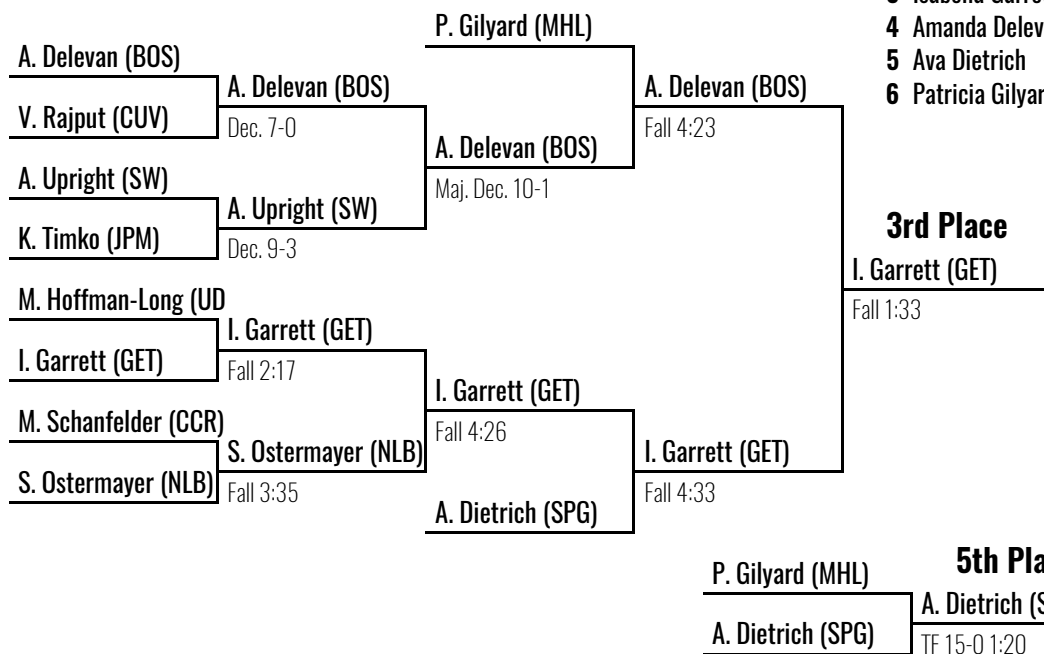 4 Amanda
5 Ava Dietrich
6 Patricia
P. Gilyard (MHL)
A. Delevan (BOS)
V. Rajput (CUV)
A. Delevan (BOS)
Dec. 7-0
A. Upright (SW)
K. Timko (JPM)
A. Upright (SW)
Dec. 9-3
A. Delevan (BOS)
Maj. Dec. 10-1
A. Delevan (BOS)
Fall 4:23
M. Hoffman-Long (UD
I. Garrett (GET)
I. Garrett (GET)
Fall 2:17
M. Schanfelder (CCR)
S. Ostermayer (NLB)
S. Ostermayer (NLB)
Fall 3:35
I. Garrett (GET)
Fall 4:26
A. Dietrich (SPG)
I. Garrett (GET)
Fall 4:33
3rd Place
I. Garrett (GET)
Fall 1:33
5th
P. Gilyard (MHL)
A. Dietrich (SPG)
A. Dietrich
TF 15-0 1:20